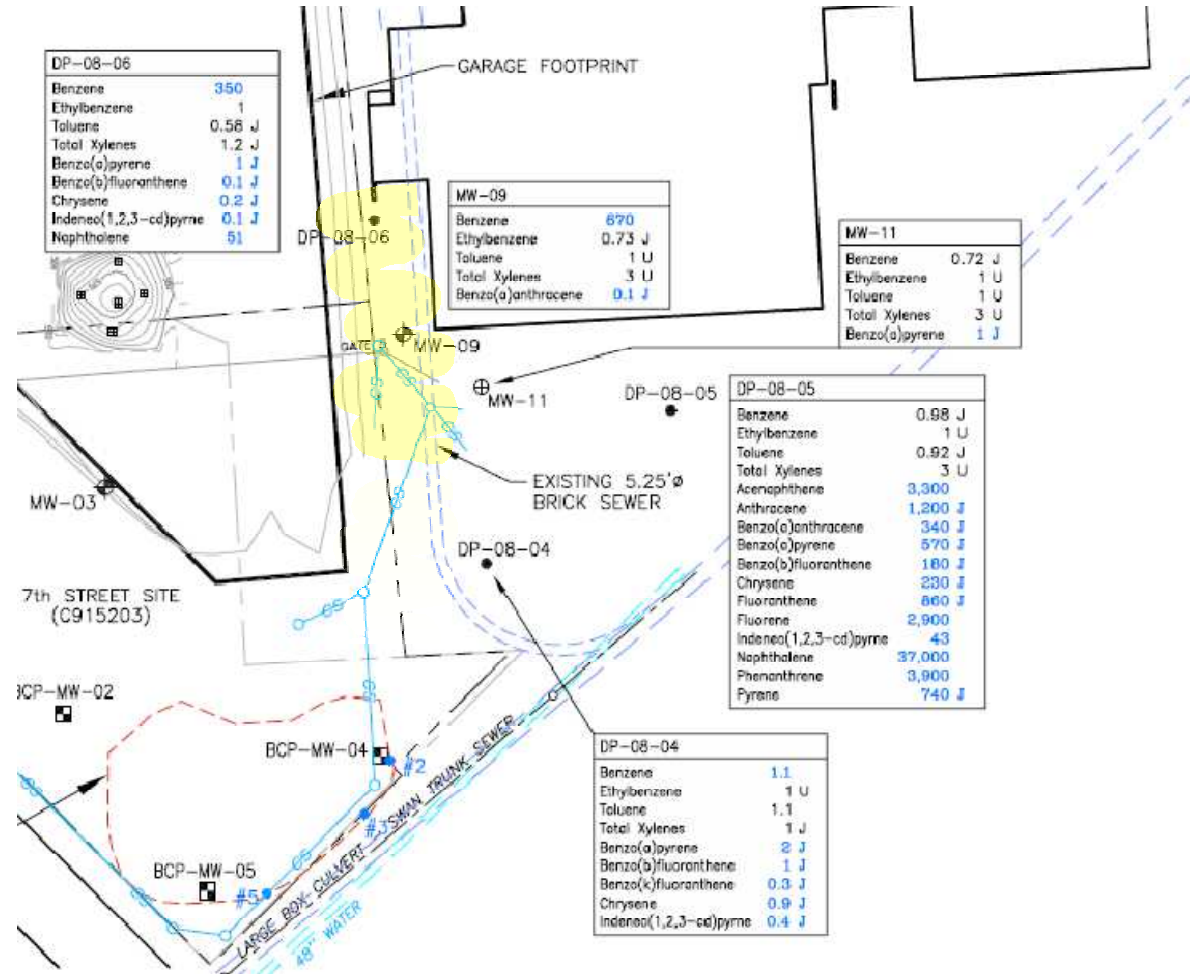 DP-08-06
Benzene 350
Ethylbenzene 1
Toluene 0.58 J
Total Xylenes 1.2 J
Benzo(a)pyrene 1 J
Benzo(b)fluoranthene 0.1 J
Chrysene 0.2 J
Indeneo(1,2,3-cd)pyrne 0.1 J
Naphthalene 51
GARAGE FOOTPRINT
DP-08-06
MW-09
Benzene 670
Ethylbenzene 0.73 J
Toluene 1 U
Total Xylenes 3 U
Benzo(a)anthracene 0.1 J
MW-11
Benzene 0.72 J
Ethylbenzene 1 U
Toluene 1 U
Total Xylenes 3 U
Benzo(a)pyrene 1 J
GATE
MW-09
MW-11
DP-08-05
DP-08-05
Benzene 0.98 J
Ethylbenzene 1 U
Toluene 0.92 J
Total Xylenes 3 U
Acenaphthene 3,300
Anthracene 1,200 J
Benzo(a)anthracene 340 J
Benzo(a)pyrene 570 J
Benzo(b)fluoranthene 180 J
Chrysene 230 J
Fluoranthene 860 J
Fluorene 2,900
Indeneo(1,2,3-cd)pyrne 43
Naphthalene 37,000
Phenanthrene 3,900
Pyrene 740 J
MW-03
EXISTING 5.25'ø
BRICK SEWER
DP-08-04
7th STREET SITE
(C915203)
BCP-MW-02
BCP-MW-04
#2
#3
BCP-MW-05
#5
LARGE BOX CULVERT SWAN TRUNK SEWER
48" WATER
DP-08-04
Benzene 1.1
Ethylbenzene 1 U
Toluene 1.1
Total Xylenes 1 J
Benzo(a)pyrene 2 J
Benzo(b)fluoranthene 1 J
Benzo(k)fluoranthene 0.3 J
Chrysene 0.9 J
Indeneo(1,2,3-cd)pyrne 0.4 J